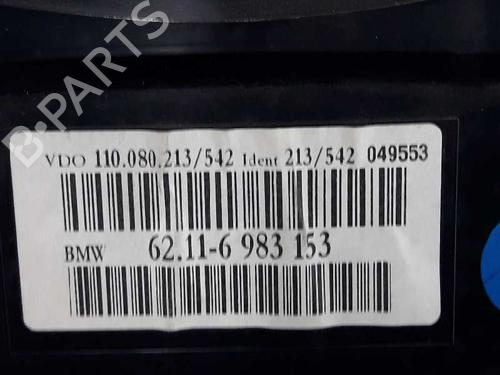 B-PARTS
VDO 110.080.213/542 Ident 213/542 049553
BMW 62.11-6 983 153